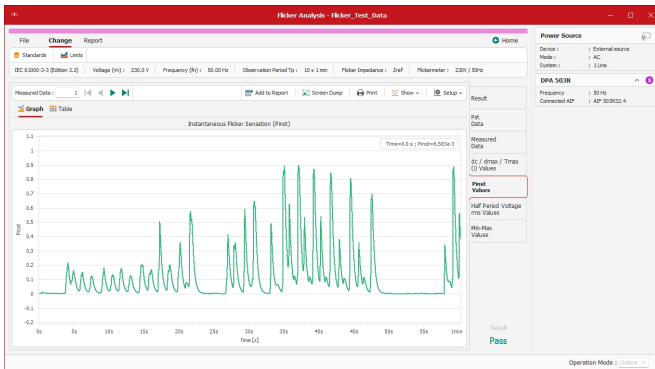 Flicker Analysis - Flicker_Test_Data
File Change Report Home
Standards Limits
IEC 61000-3-3 (Edition 3.2) Voltage (Vn) : 230.0 V Frequency (fn) : 50.00 Hz Observation Period Tp : 10 x 1 min Flicker Impedance : Zref Flickermeter : 230V / 50Hz
Measured Data : 1 Add to Report Screen Dump Print Show Setup
Graph Table
Instantaneous Flicker Sensation (Pinst)
Time=0.0 s ; Pinst=6.583e-3
1.1
1
0.9
0.8
0.7
0.6
0.5
0.4
0.3
0.2
0.1
0
-0.1
-0.2
Pinst
0s 5s 10s 15s 20s 25s 30s 35s 40s 45s 50s 55s 1min
Time [s]
Result
Pst
Data
Measured
Data
dc / dmax / Tmax
(i) Values
Pinst
Values
Half Period Voltage
rms Values
Min-Max
Values
Result
Pass
Power Source
Device : : External source
Mode : : AC
System : : 1 Line
DPA 503N S
Frequency : 50 Hz
Connected AIF : AIF 503N32.4
Operation Mode : Online